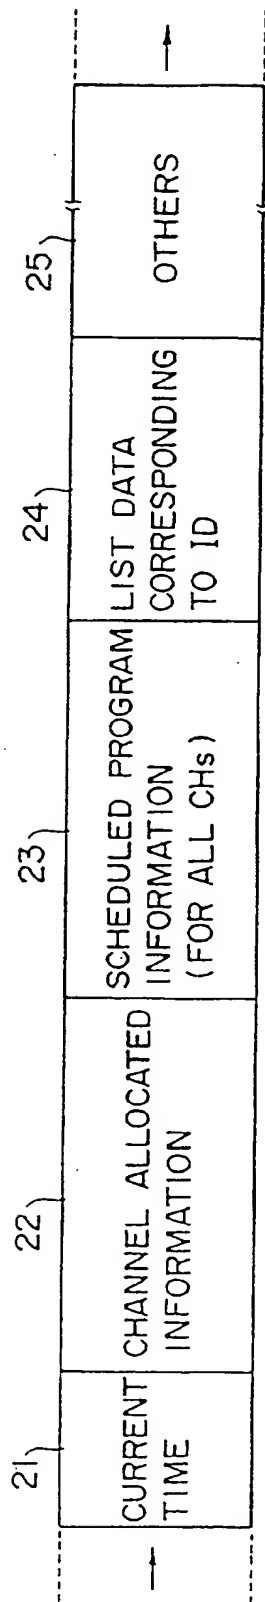 21
22
23
24
25
CURRENT
TIME
CHANNEL ALLOCATED
INFORMATION
SCHEDULED PROGRAM
INFORMATION
(FOR ALL CHs)
LIST DATA
CORRESPONDING
TO ID
OTHERS